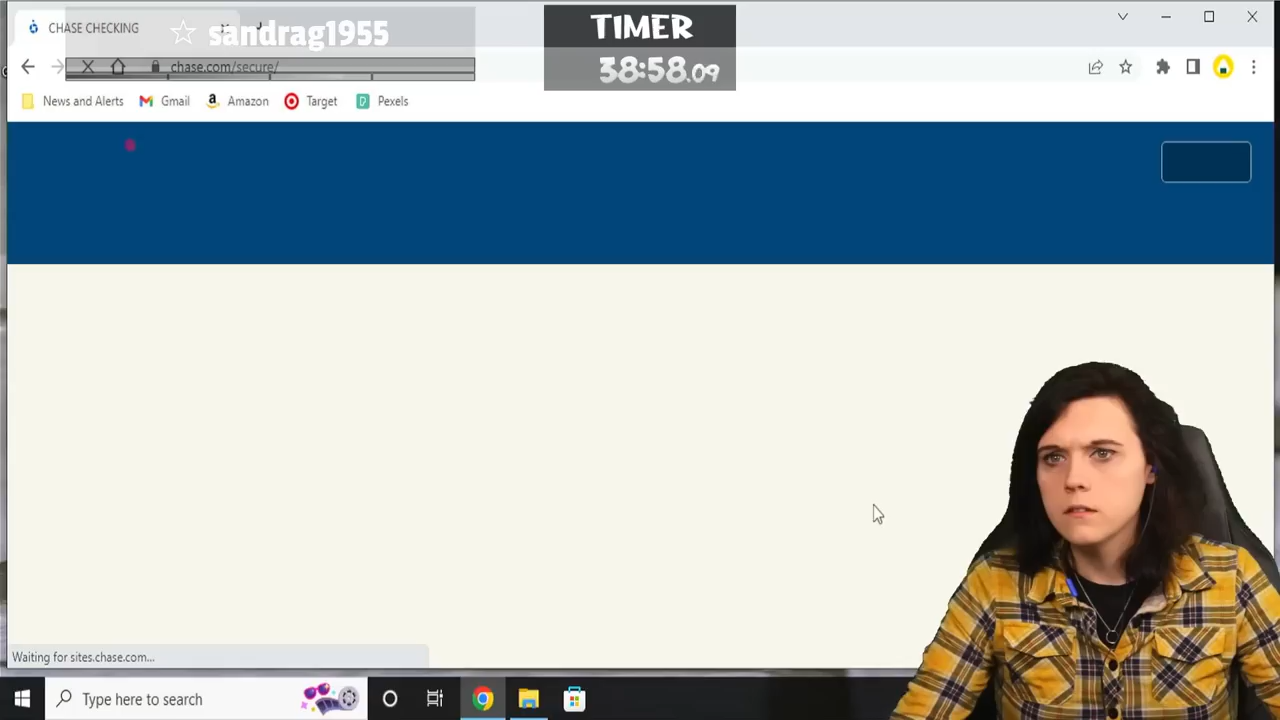 CHASE CHECKING
☆ sandrag1955
TIMER
38:58.09
chase.com/secure/
News and Alerts
Gmail
Amazon
Target
Pexels
Waiting for sites.chase.com...
Type here to search